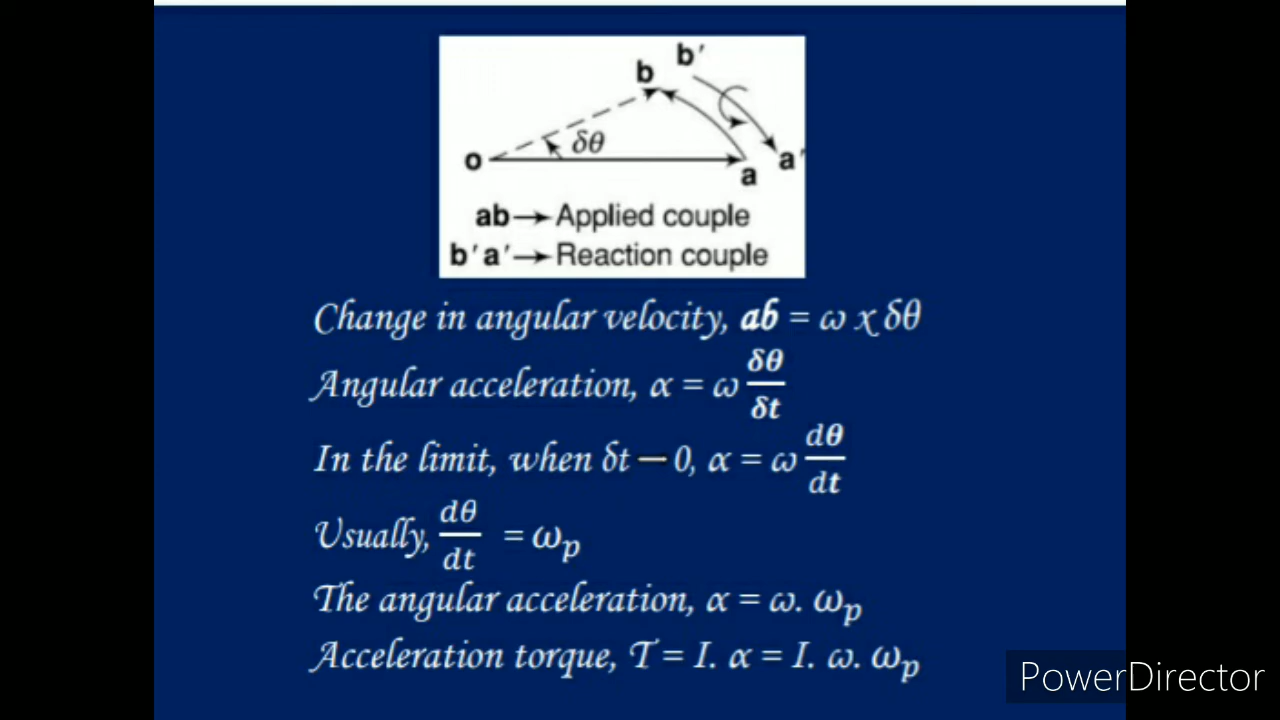 b'
b
δθ
o
a'
a
ab→Applied couple
b'a'→Reaction couple
Change in angular velocity, ab = ω x δθ
Angular acceleration, α = ω δθ/δt
In the limit, when δt — 0, α = ω dθ/dt
Usually, dθ/dt = ωp
The angular acceleration, α = ω. ωp
Acceleration torque, T = I. α = I. ω. ωp
PowerDirector